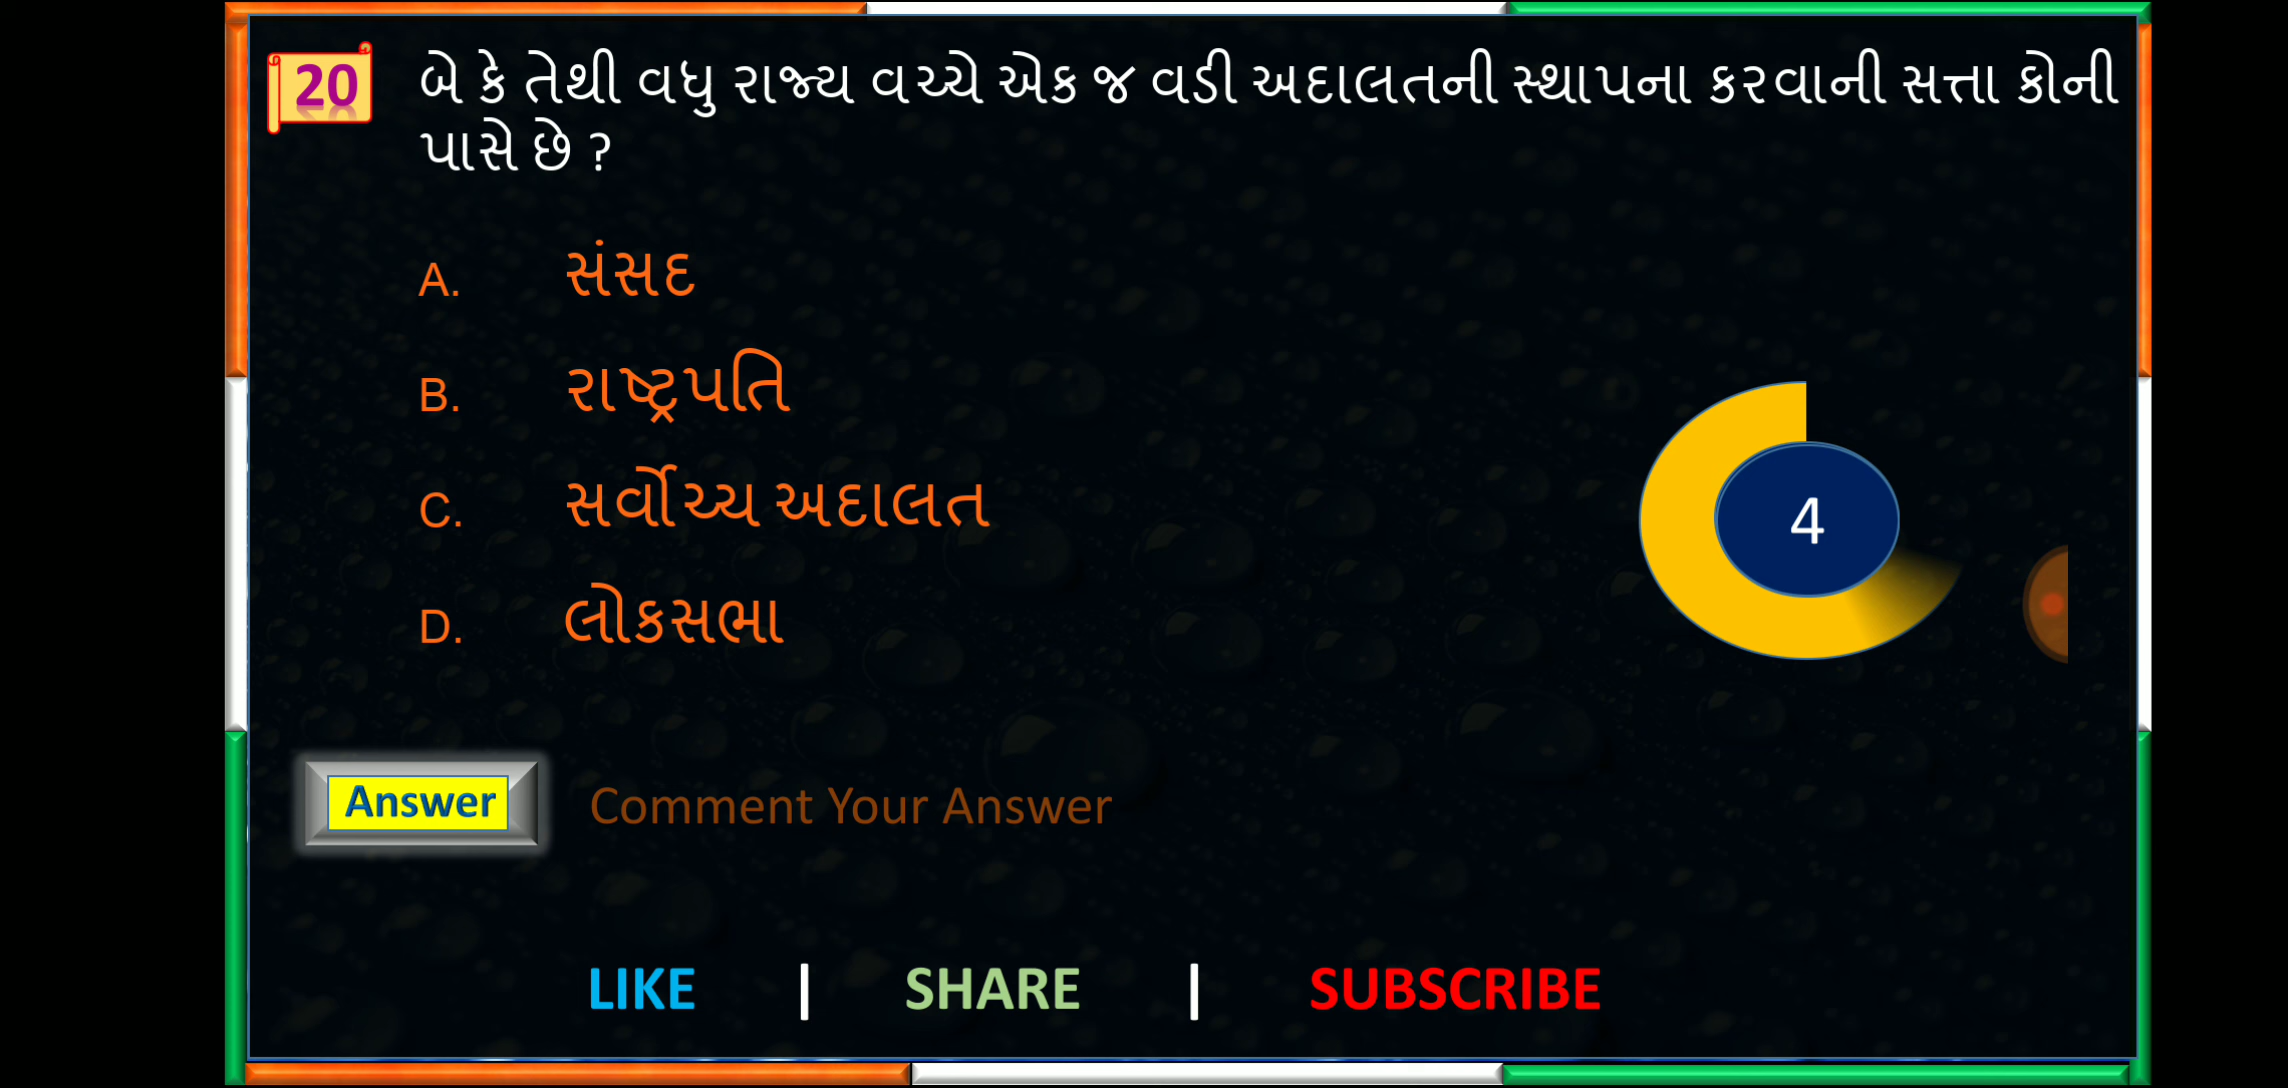 20
બે કે તેથી વધુ રાજ્ય વચ્ચે એક જ વડી અદાલતની સ્થાપના કરવાની સત્તા કોની
પાસે છે ?
A. સંસદ
B. રાષ્ટ્રપતિ
C. સર્વોચ્ચ અદાલત
4
D. લોકસભા
Answer Comment Your Answer
LIKE | SHARE | SUBSCRIBE